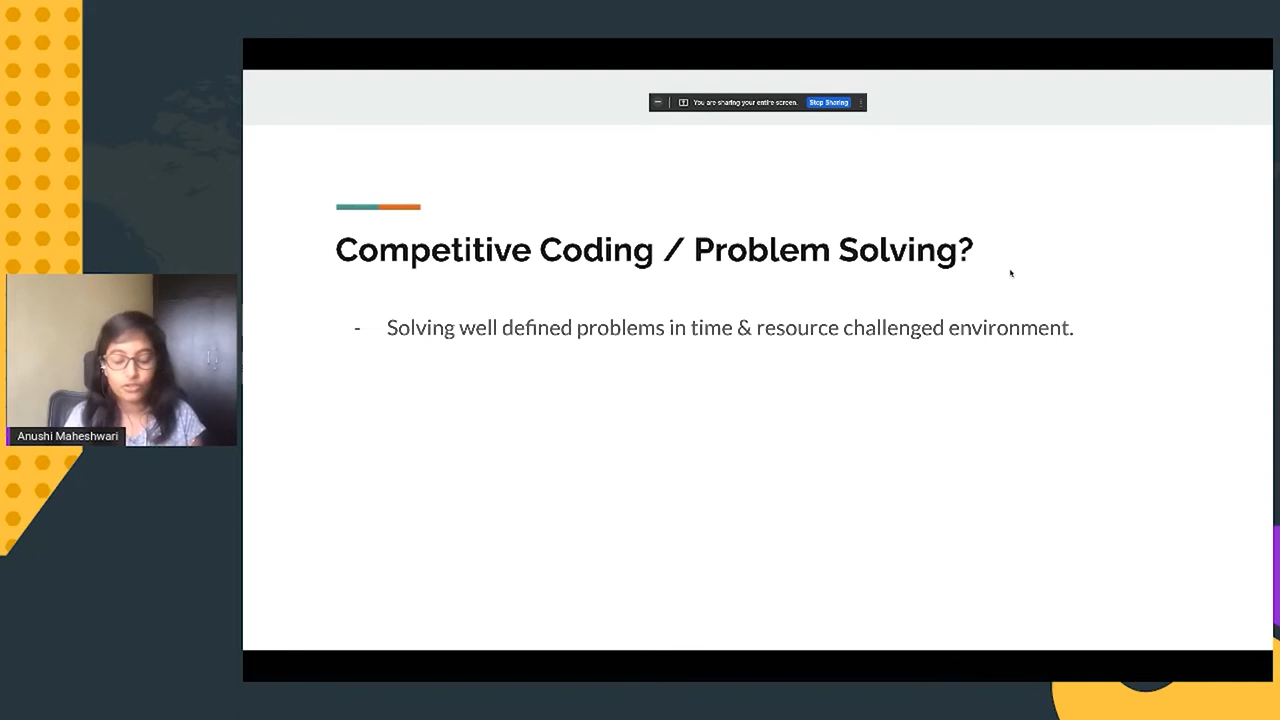 You are sharing your entire screen.
Stop Sharing
Competitive Coding / Problem Solving?
- Solving well defined problems in time & resource challenged environment.
Anushi Maheshwari